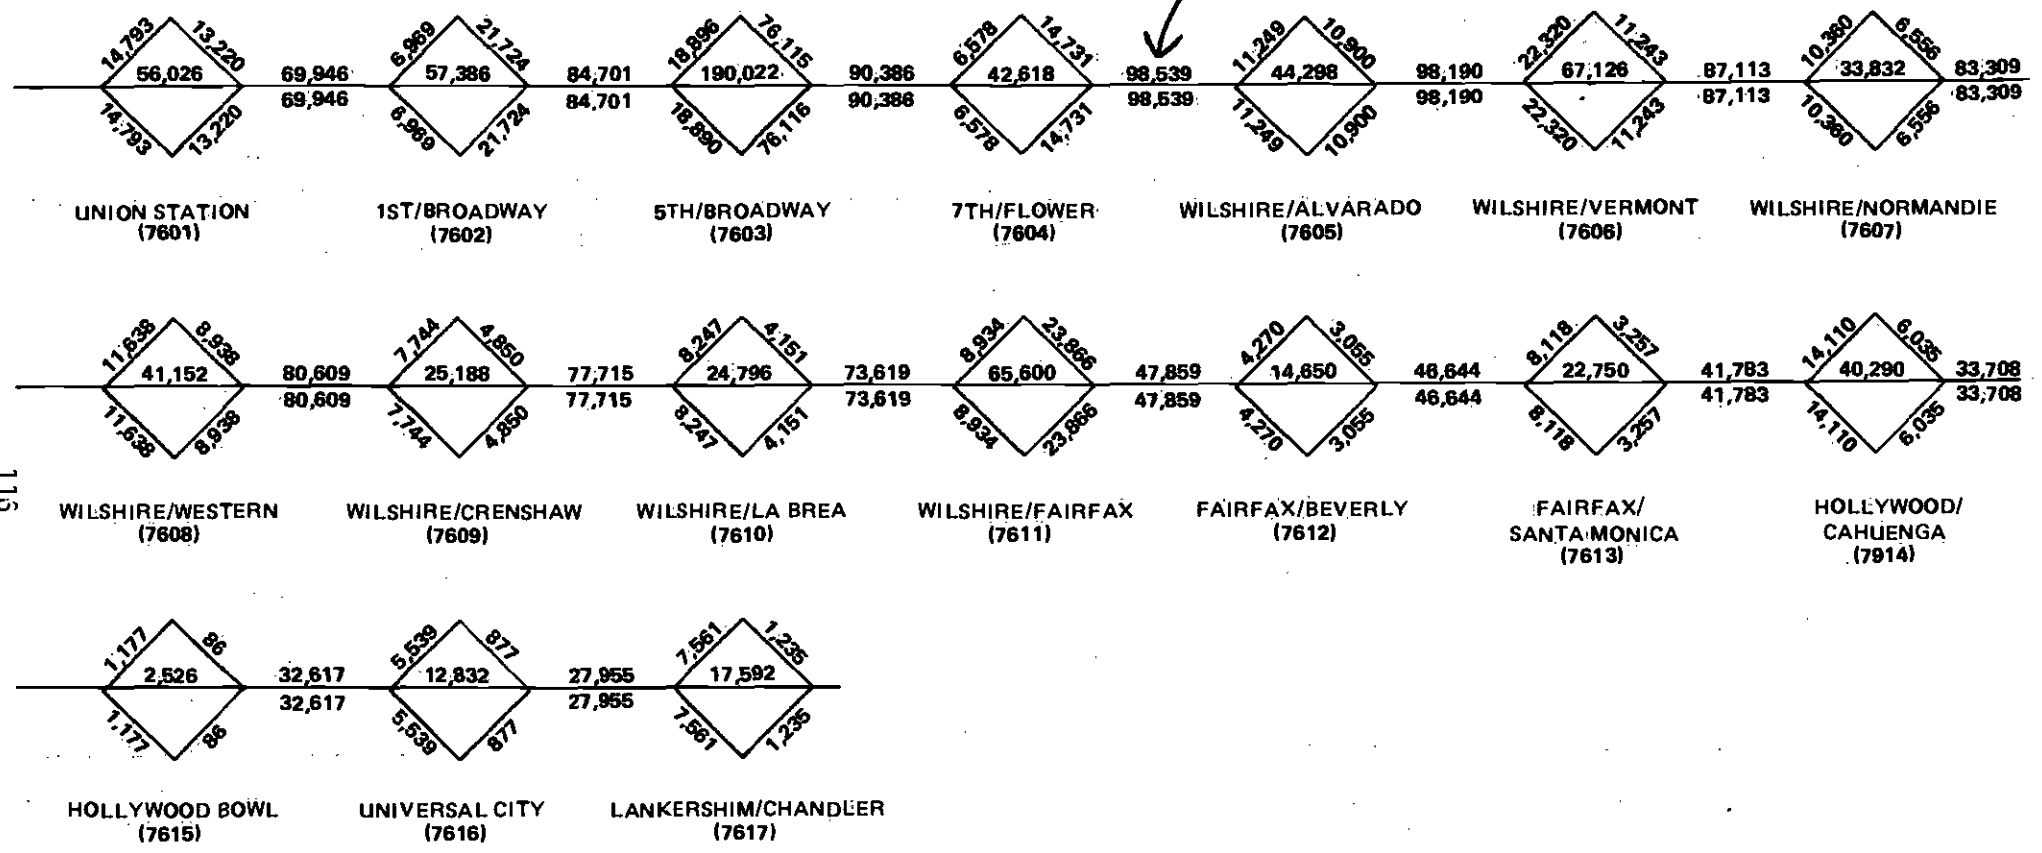 14,793 13,220 6,969 21,724 18,896 76,115 6,578 14,731 11,249 10,900 22,320 11,243 10,360 6,556
56,026 69,946 57,386 84,701 190,022 90,386 42,618 98,539 44,298 98,190 67,126 87,113 33,832 83,309
69,946 84,701 90,386 98,539 98,190 87,113 83,309
14,793 13,220 6,969 21,724 18,890 76,116 6,578 14,731 11,249 10,900 22,320 11,243 10,360 6,556
UNION STATION 1ST/BROADWAY 5TH/BROADWAY 7TH/FLOWER WILSHIRE/ALVARADO WILSHIRE/VERMONT WILSHIRE/NORMANDIE
(7601) (7602) (7603) (7604) (7605) (7606) (7607)
11,638 8,938 7,744 4,850 8,247 4,151 8,934 23,866 4,270 3,055 8,118 3,257 14,110 6,035
41,152 80,609 25,188 77,715 24,796 73,619 65,600 47,859 14,650 46,644 22,750 41,783 40,290 33,708
80,609 77,715 73,619 47,859 46,644 41,783 33,708
11,638 8,938 7,744 4,850 8,247 4,151 8,934 23,866 4,270 3,055 8,118 3,257 14,110 6,035
116
WILSHIRE/WESTERN WILSHIRE/CRENSHAW WILSHIRE/LA BREA WILSHIRE/FAIRFAX FAIRFAX/BEVERLY FAIRFAX/ HOLLYWOOD/
(7608) (7609) (7610) (7611) (7612) SANTA MONICA CAHUENGA
(7613) (7914)
1,177 86 5,539 877 7,561 1,235
2,526 32,617 12,832 27,955 17,592
32,617 27,955
1,177 86 5,539 877 7,561 1,235
HOLLYWOOD BOWL UNIVERSAL CITY LANKERSHIM/CHANDLER
(7615) (7616) (7617)